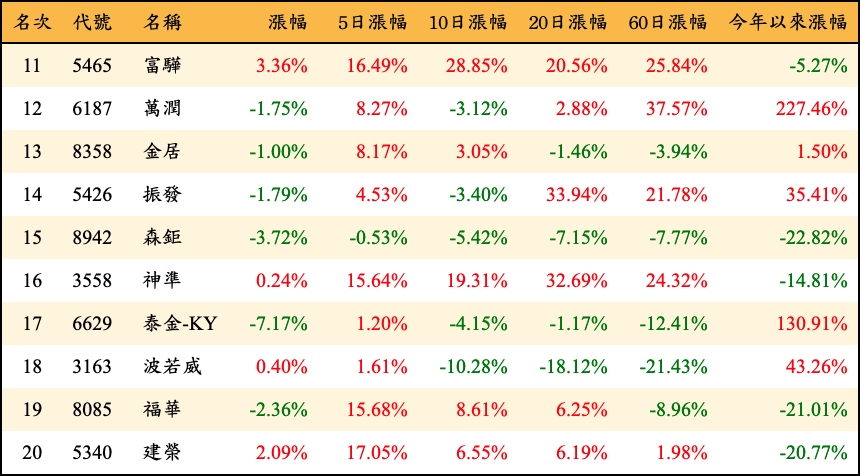 名次 代號 名稱 漲幅 5日漲幅 10日漲幅 20日漲幅 60日漲幅 今年以來漲幅
11 5465 富驊 3.36% 16.49% 28.85% 20.56% 25.84% -5.27%
12 6187 萬潤 -1.75% 8.27% -3.12% 2.88% 37.57% 227.46%
13 8358 金居 -1.00% 8.17% 3.05% -1.46% -3.94% 1.50%
14 5426 振發 -1.79% 4.53% -3.40% 33.94% 21.78% 35.41%
15 8942 森鉅 -3.72% -0.53% -5.42% -7.15% -7.77% -22.82%
16 3558 神準 0.24% 15.64% 19.31% 32.69% 24.32% -14.81%
17 6629 泰金-KY -7.17% 1.20% -4.15% -1.17% -12.41% 130.91%
18 3163 波若威 0.40% 1.61% -10.28% -18.12% -21.43% 43.26%
19 8085 福華 -2.36% 15.68% 8.61% 6.25% -8.96% -21.01%
20 5340 建榮 2.09% 17.05% 6.55% 6.19% 1.98% -20.77%